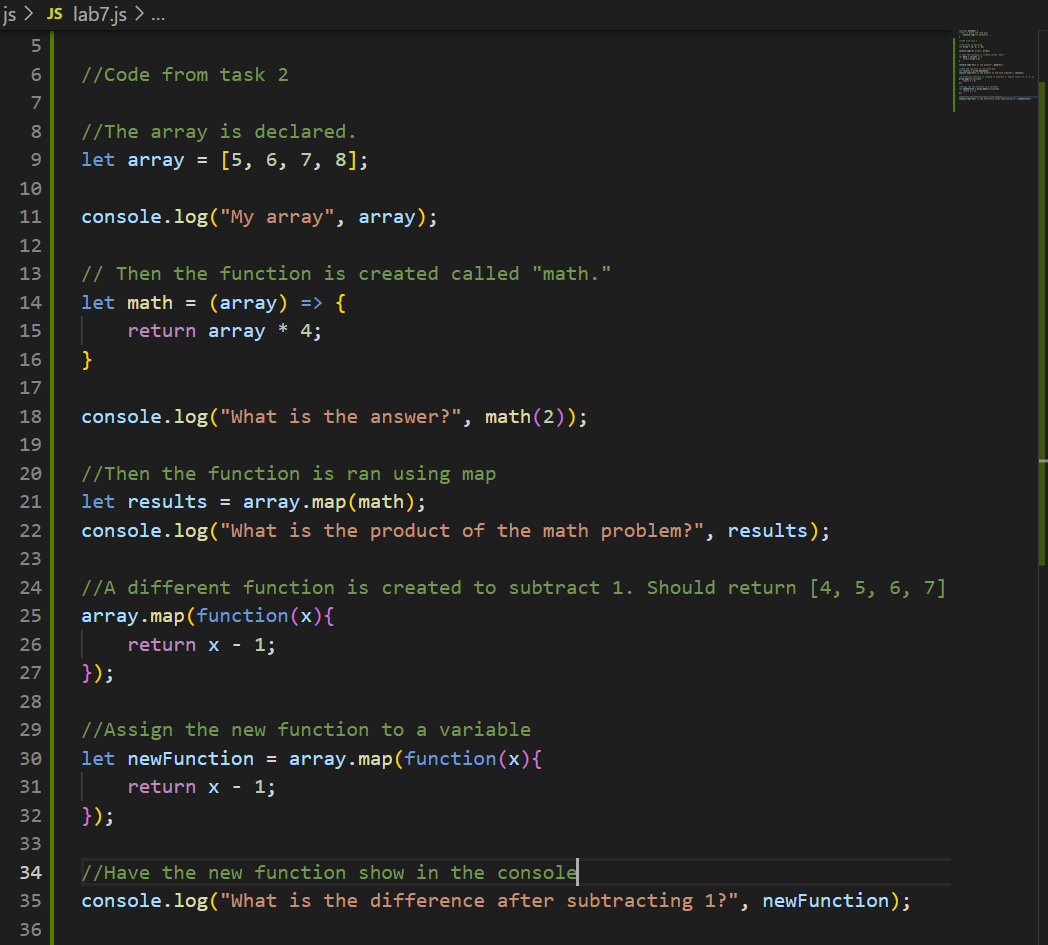 js > JS lab7.js > ...
5
6 //Code from task 2
7
8 //The array is declared.
9 let array = [5, 6, 7, 8];
10
11 console.log("My array", array);
12
13 // Then the function is created called "math."
14 let math = (array) => {
15     return array * 4;
16 }
17
18 console.log("What is the answer?", math(2));
19
20 //Then the function is ran using map
21 let results = array.map(math);
22 console.log("What is the product of the math problem?", results);
23
24 //A different function is created to subtract 1. Should return [4, 5, 6, 7]
25 array.map(function(x){
26     return x - 1;
27 });
28
29 //Assign the new function to a variable
30 let newFunction = array.map(function(x){
31     return x - 1;
32 });
33
34 //Have the new function show in the console
35 console.log("What is the difference after subtracting 1?", newFunction);
36